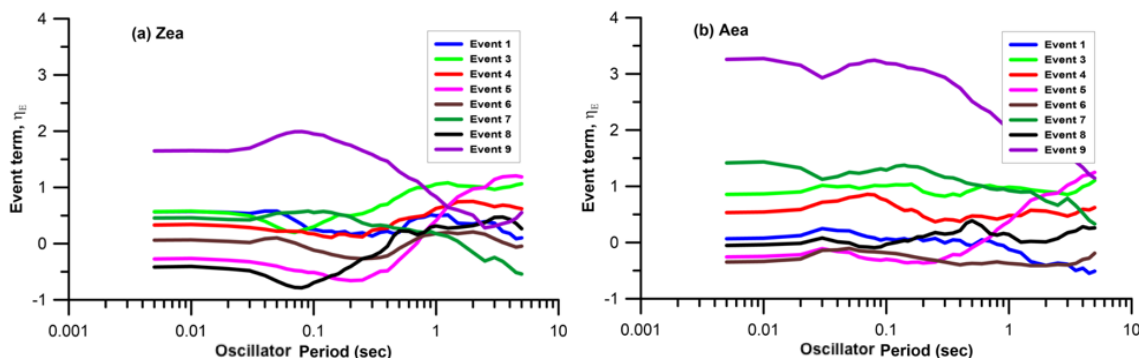 (a) Zea
Event term, ηE
4
3
2
1
0
-1
0.001
0.01
0.1
1
10
Oscillator Period (sec)
Event 1
Event 3
Event 4
Event 5
Event 6
Event 7
Event 8
Event 9
(b) Aea
Event term, ηE
4
3
2
1
0
-1
0.001
0.01
0.1
1
10
Oscillator Period (sec)
Event 1
Event 3
Event 4
Event 5
Event 6
Event 7
Event 8
Event 9